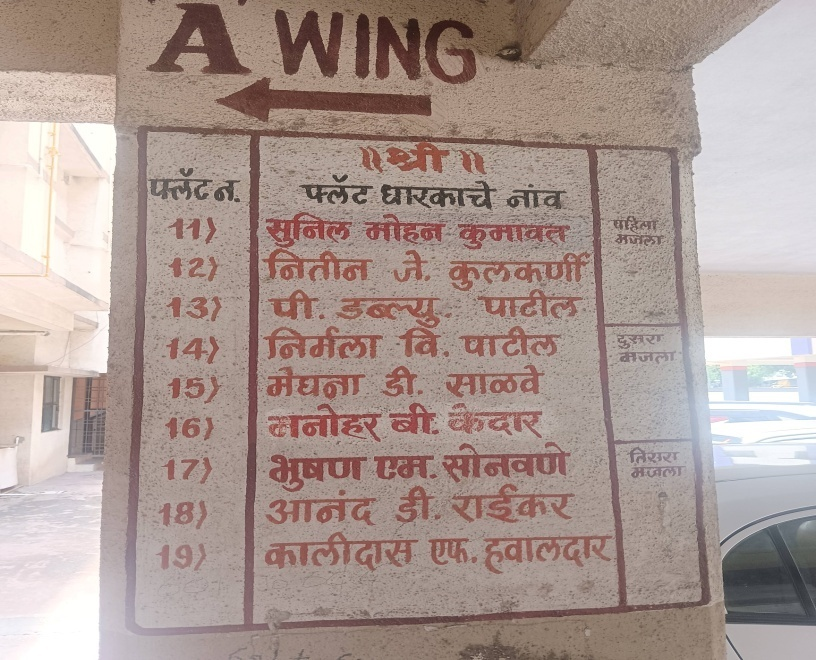 A WING
॥श्री॥
फ्लॅट न. फ्लॅट धारकाचे नांव
11) सुनिल मोहन कुमावत पहिला
मजला
12) नितीन जे. कुलकर्णी
13) पी. डब्ल्यु. पाटील
14) निर्मला वि. पाटील दुसरा
मजला
15) मेघना डी. साळवे
16) मनोहर बी. केदार
17) भुषण एम. सोनवणे तिसरा
मजला
18) आनंद डी. राईकर
19) कालीदास एफ. हवालदार